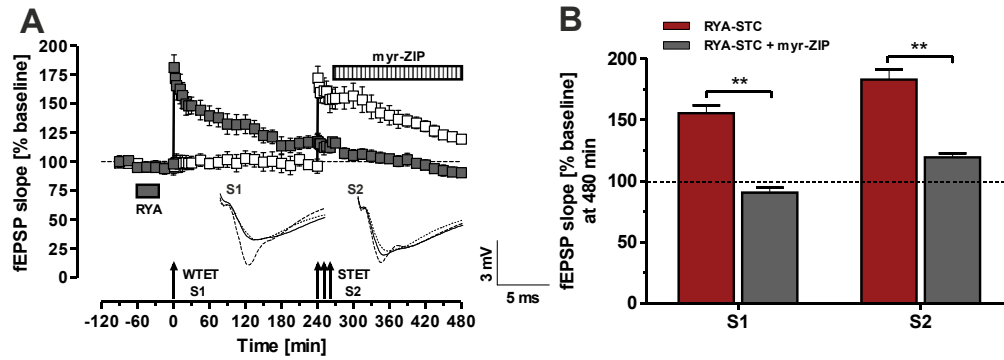 A
fEPSP slope [% baseline]
200
175
150
125
100
75
50
25
0
myr-ZIP
RYA
S1
S2
WTET
S1
STET
S2
3 mV
5 ms
-120 -60 0 60 120 180 240 300 360 420 480
Time [min]
B
RYA-STC
RYA-STC + myr-ZIP
fEPSP slope [% baseline]
at 480 min
200
150
100
50
0
**
**
S1
S2